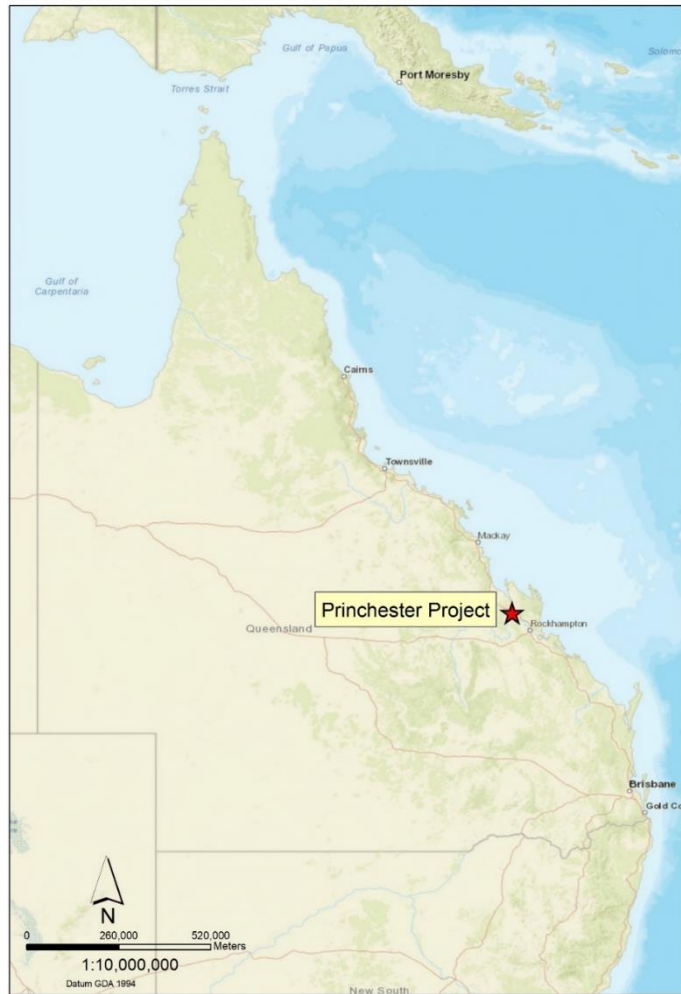 Gulf of Papua
Solomo
Port Moresby
Torres Strait
Gulf of
Carpentaria
Cairns
Townsville
Mackay
Princhester Project
Rockhampton
Queensland
Brisbane
Gold Co
N
0 260,000 520,000
Meters
1:10,000,000
Datum GDA 1994
New South